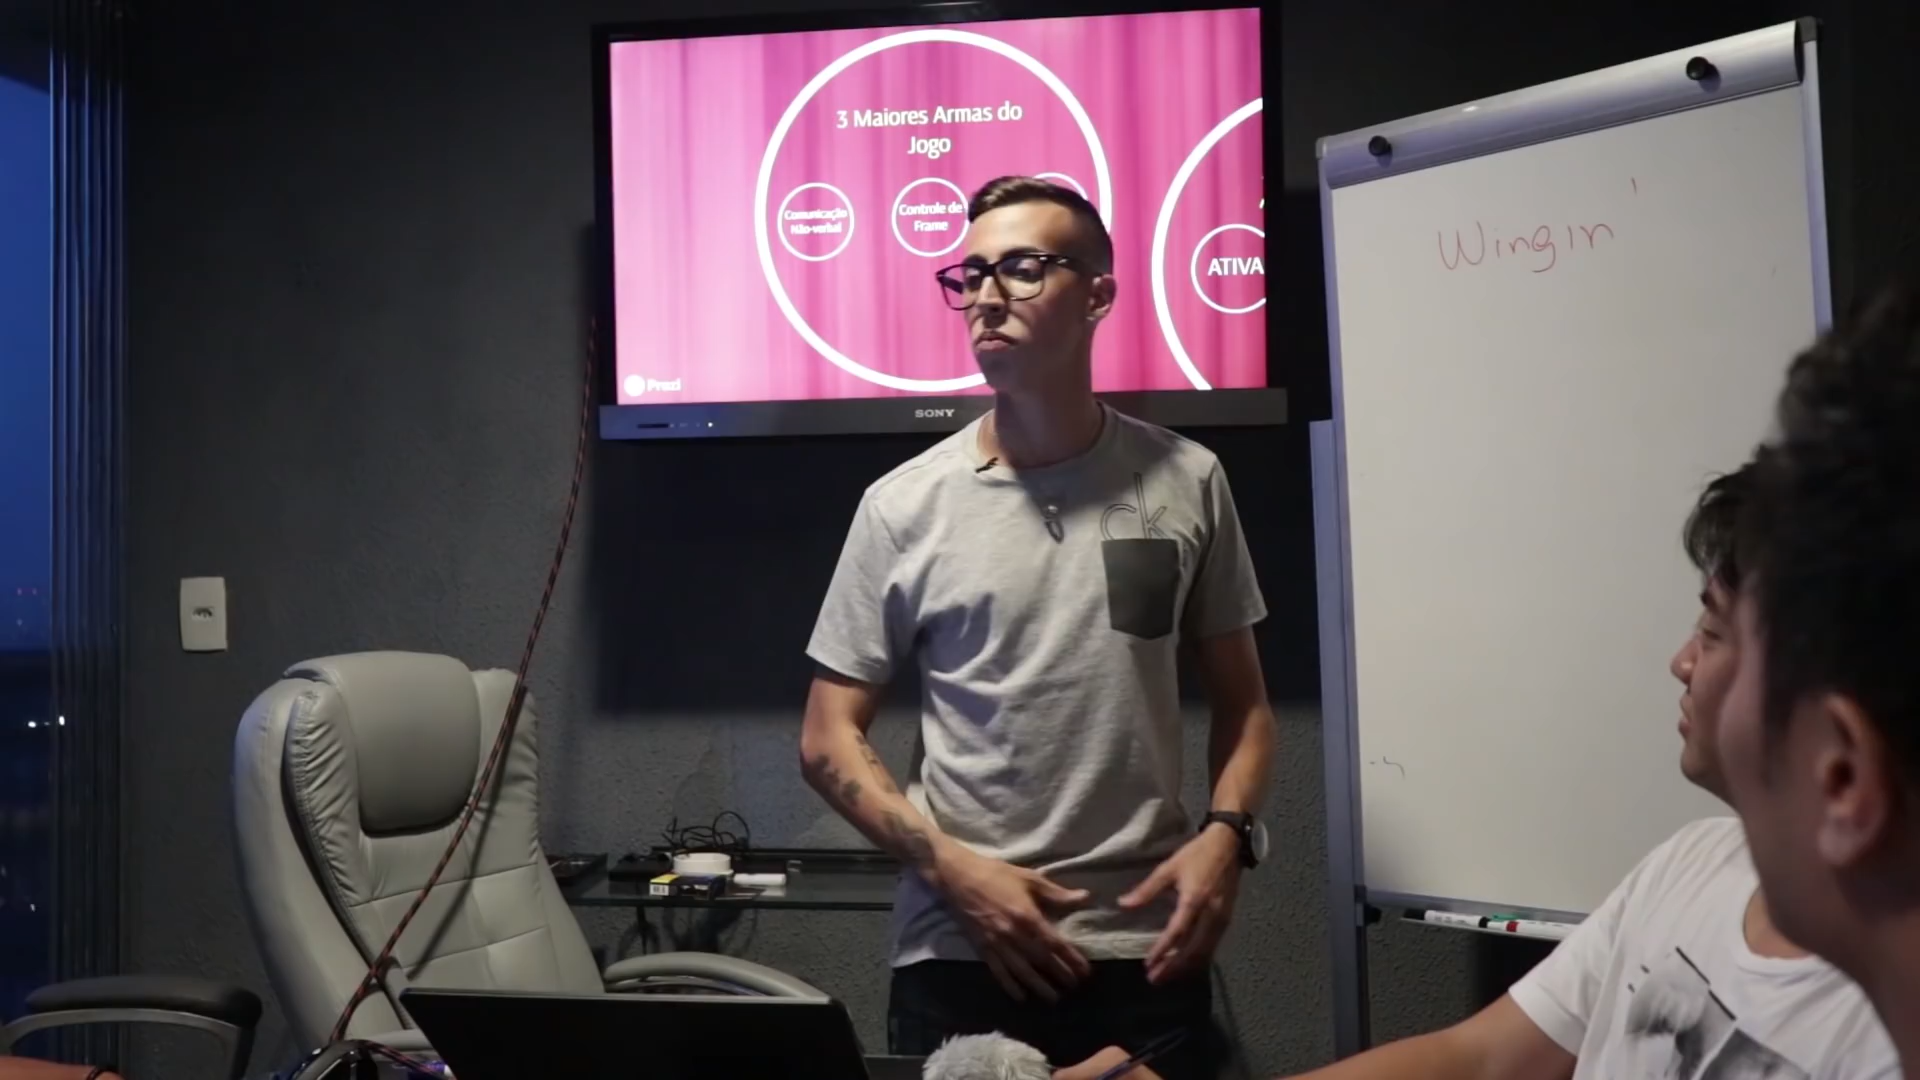 3 Maiores Armas do
Jogo
Comunicação
Não-verbal
Controle de
Frame
ATIVA
Prezi
SONY
Wingin'
ck